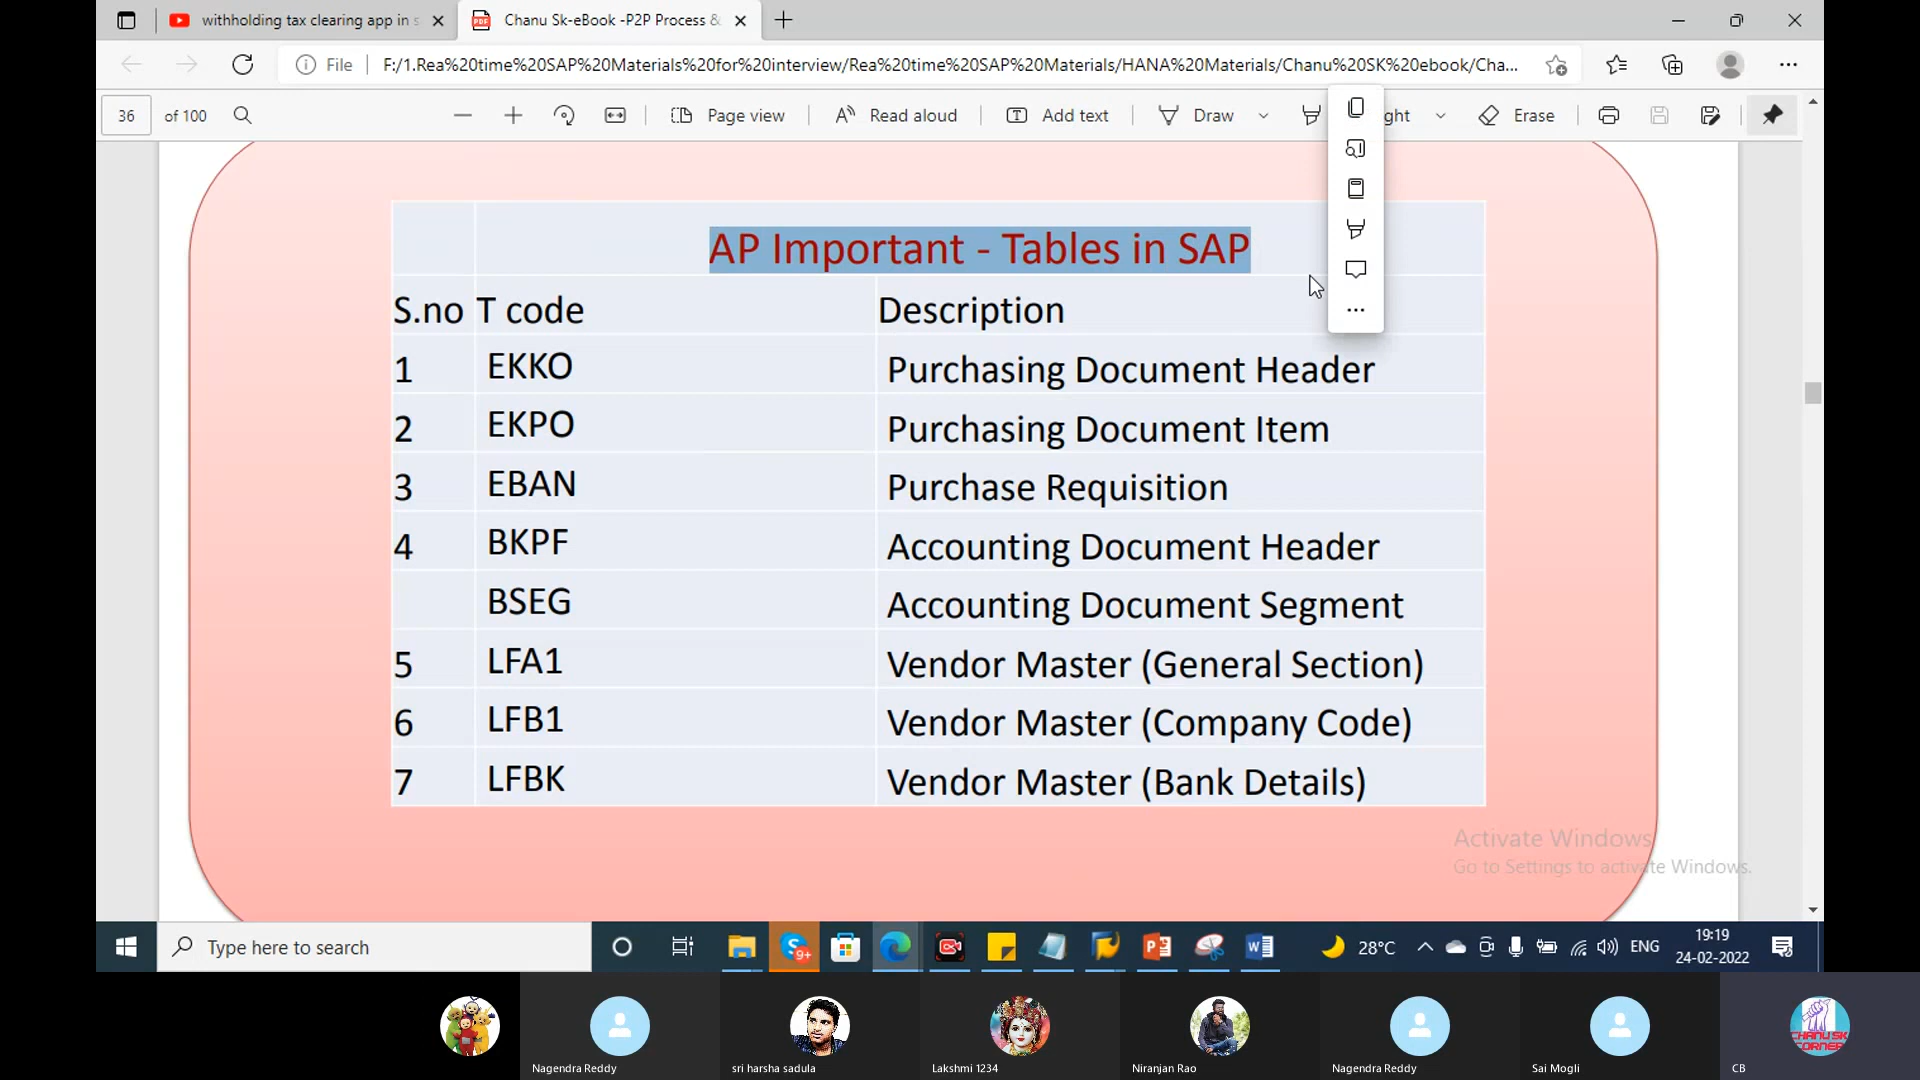 withholding tax clearing app in s
Chanu Sk-eBook -P2P Process &
File
F:/1.Rea%20time%20SAP%20Materials%20for%20interview/Rea%20time%20SAP%20Materials/HANA%20Materials/Chanu%20SK%20ebook/Cha...
36 of 100
Page view
Read aloud
Add text
Draw
ght
Erase
AP Important - Tables in SAP
S.no T code Description
1 EKKO Purchasing Document Header
2 EKPO Purchasing Document Item
3 EBAN Purchase Requisition
4 BKPF Accounting Document Header
BSEG Accounting Document Segment
5 LFA1 Vendor Master (General Section)
6 LFB1 Vendor Master (Company Code)
7 LFBK Vendor Master (Bank Details)
Activate Windows
Go to Settings to activate Windows.
Type here to search
9+
28°C
ENG
19:19
24-02-2022
Nagendra Reddy
sri harsha sadula
Lakshmi 1234
Niranjan Rao
Nagendra Reddy
Sai Mogli
CHANU SK
CORNER
CB